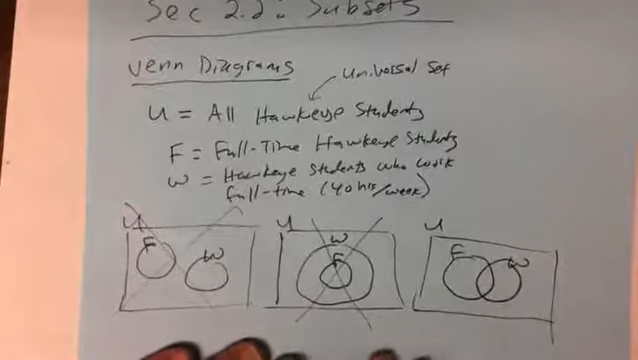 Sec 2.2: Subsets
Venn Diagrams
Universal Set
U = All Hawkeye Students
F = Full-Time Hawkeye Students
W = Hawkeye Students who work
full-time (40 hrs/week)
U
F
W
U
W
F
U
F
W